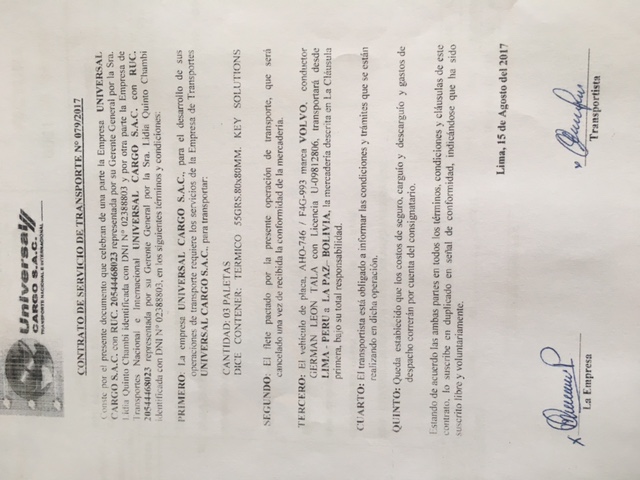 Universal
CARGO S.A.C.
TRANSPORTE NACIONAL E INTERNACIONAL
CONTRATO DE SERVICIO DE TRANSPORTE N° 079/2017
Conste por el presente documento que celebran de una parte la Empresa UNIVERSAL
CARGO S.A.C. con RUC. 20544468023 representada por su Gerente General por la Sra.
Lidia Quinto Chambi identificada con DNI N° 02388803 y por otra parte la Empresa de
Transportes Nacional e Internacional UNIVERSAL CARGO S.A.C. con RUC.
20544468023 representada por su Gerente General por la Sra. Lidia Quinto Chambi
identificada con DNI N° 02388803, en los siguientes términos y condiciones:
PRIMERO: La empresa UNIVERSAL CARGO S.A.C., para el desarrollo de sus
operaciones de transporte requiere los servicios de la Empresa de Transportes
UNIVERSAL CARGO S.A.C., para transportar:
CANTIDAD: 03 PALETAS
DICE CONTENER: TERMICO 55GRS.80x80MM. KEY SOLUTIONS
SEGUNDO: El flete pactado por la presente operación de transporte, que será
cancelado una vez de recibida la conformidad de la mercadería.
TERCERO: El vehículo de placa, AHO-746 / F4G-993 marca VOLVO, conductor
GERMAN LEON TALA con Licencia U-09812806, transportará desde
LIMA - PERU a LA PAZ– BOLIVIA, la mercadería descrita en La Cláusula
primera, bajo su total responsabilidad.
CUARTO: El transportista está obligado a informar las condiciones y trámites que se están
realizando en dicha operación.
QUINTO: Queda establecido que los costos de seguro, carguío y descarguío y gastos de
despacho correrán por cuenta del consignatario.
Estando de acuerdo las ambas partes en todos los términos, condiciones y cláusulas de este
contrato, lo suscribe en duplicado en señal de conformidad, indicándose que ha sido
suscrito libre y voluntariamente.
Lima, 15 de Agosto del 2017
La Empresa
Transportista